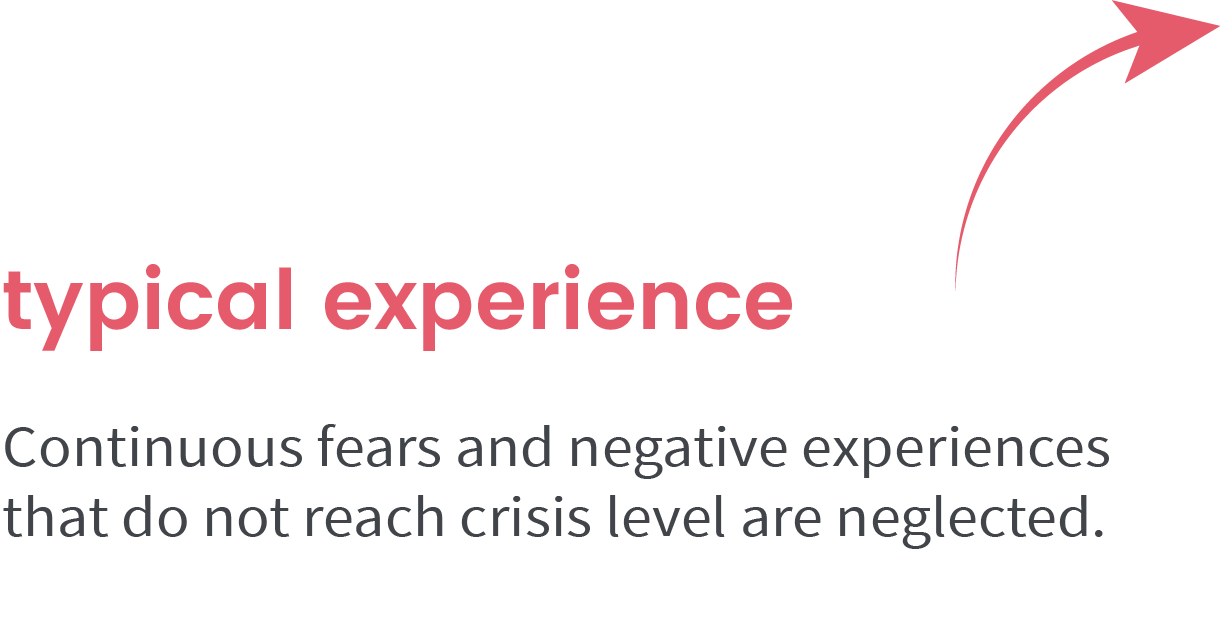 typical experience
Continuous fears and negative experiences
that do not reach crisis level are neglected.